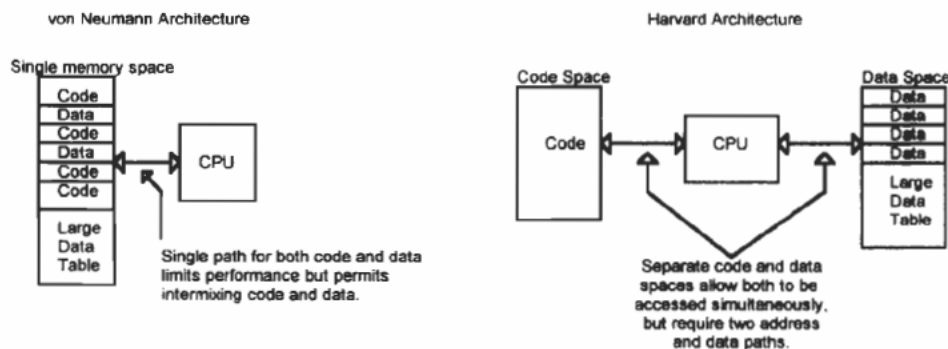 von Neumann Architecture
Single memory space
Code
Data
Code
Data
Code
Code
Large
Data
Table
CPU
Single path for both code and data
limits performance but permits
intermixing code and data.
Harvard Architecture
Code Space
Code
CPU
Data Space
Data
Data
Data
Data
Large
Data
Table
Separate code and data
spaces allow both to be
accessed simultaneously,
but require two address
and data paths.